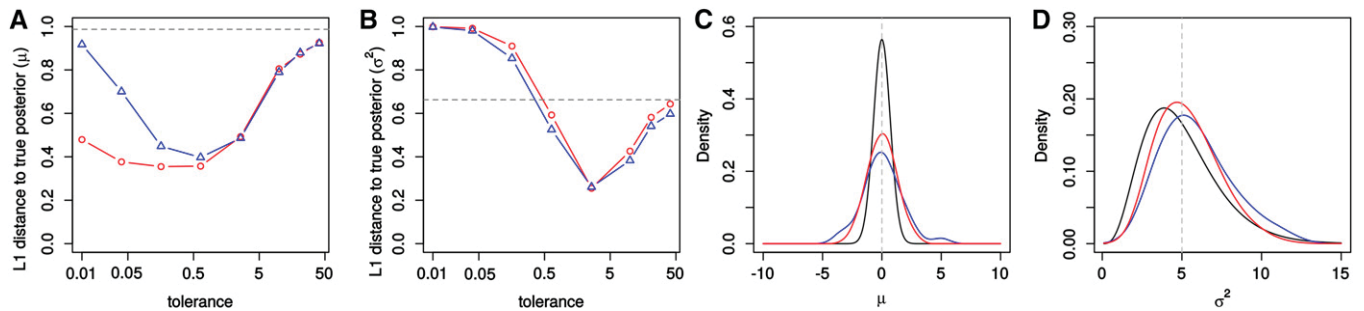 A
L1 distance to true posterior (μ)
0.0 0.2 0.4 0.6 0.8 1.0
0.01 0.05 0.5 5 50
tolerance
B
L1 distance to true posterior (σ²)
0.0 0.2 0.4 0.6 0.8 1.0
0.01 0.05 0.5 5 50
tolerance
C
Density
0.0 0.2 0.4 0.6
-10 -5 0 5 10
μ
D
Density
0.00 0.10 0.20 0.30
0 5 10 15
σ²